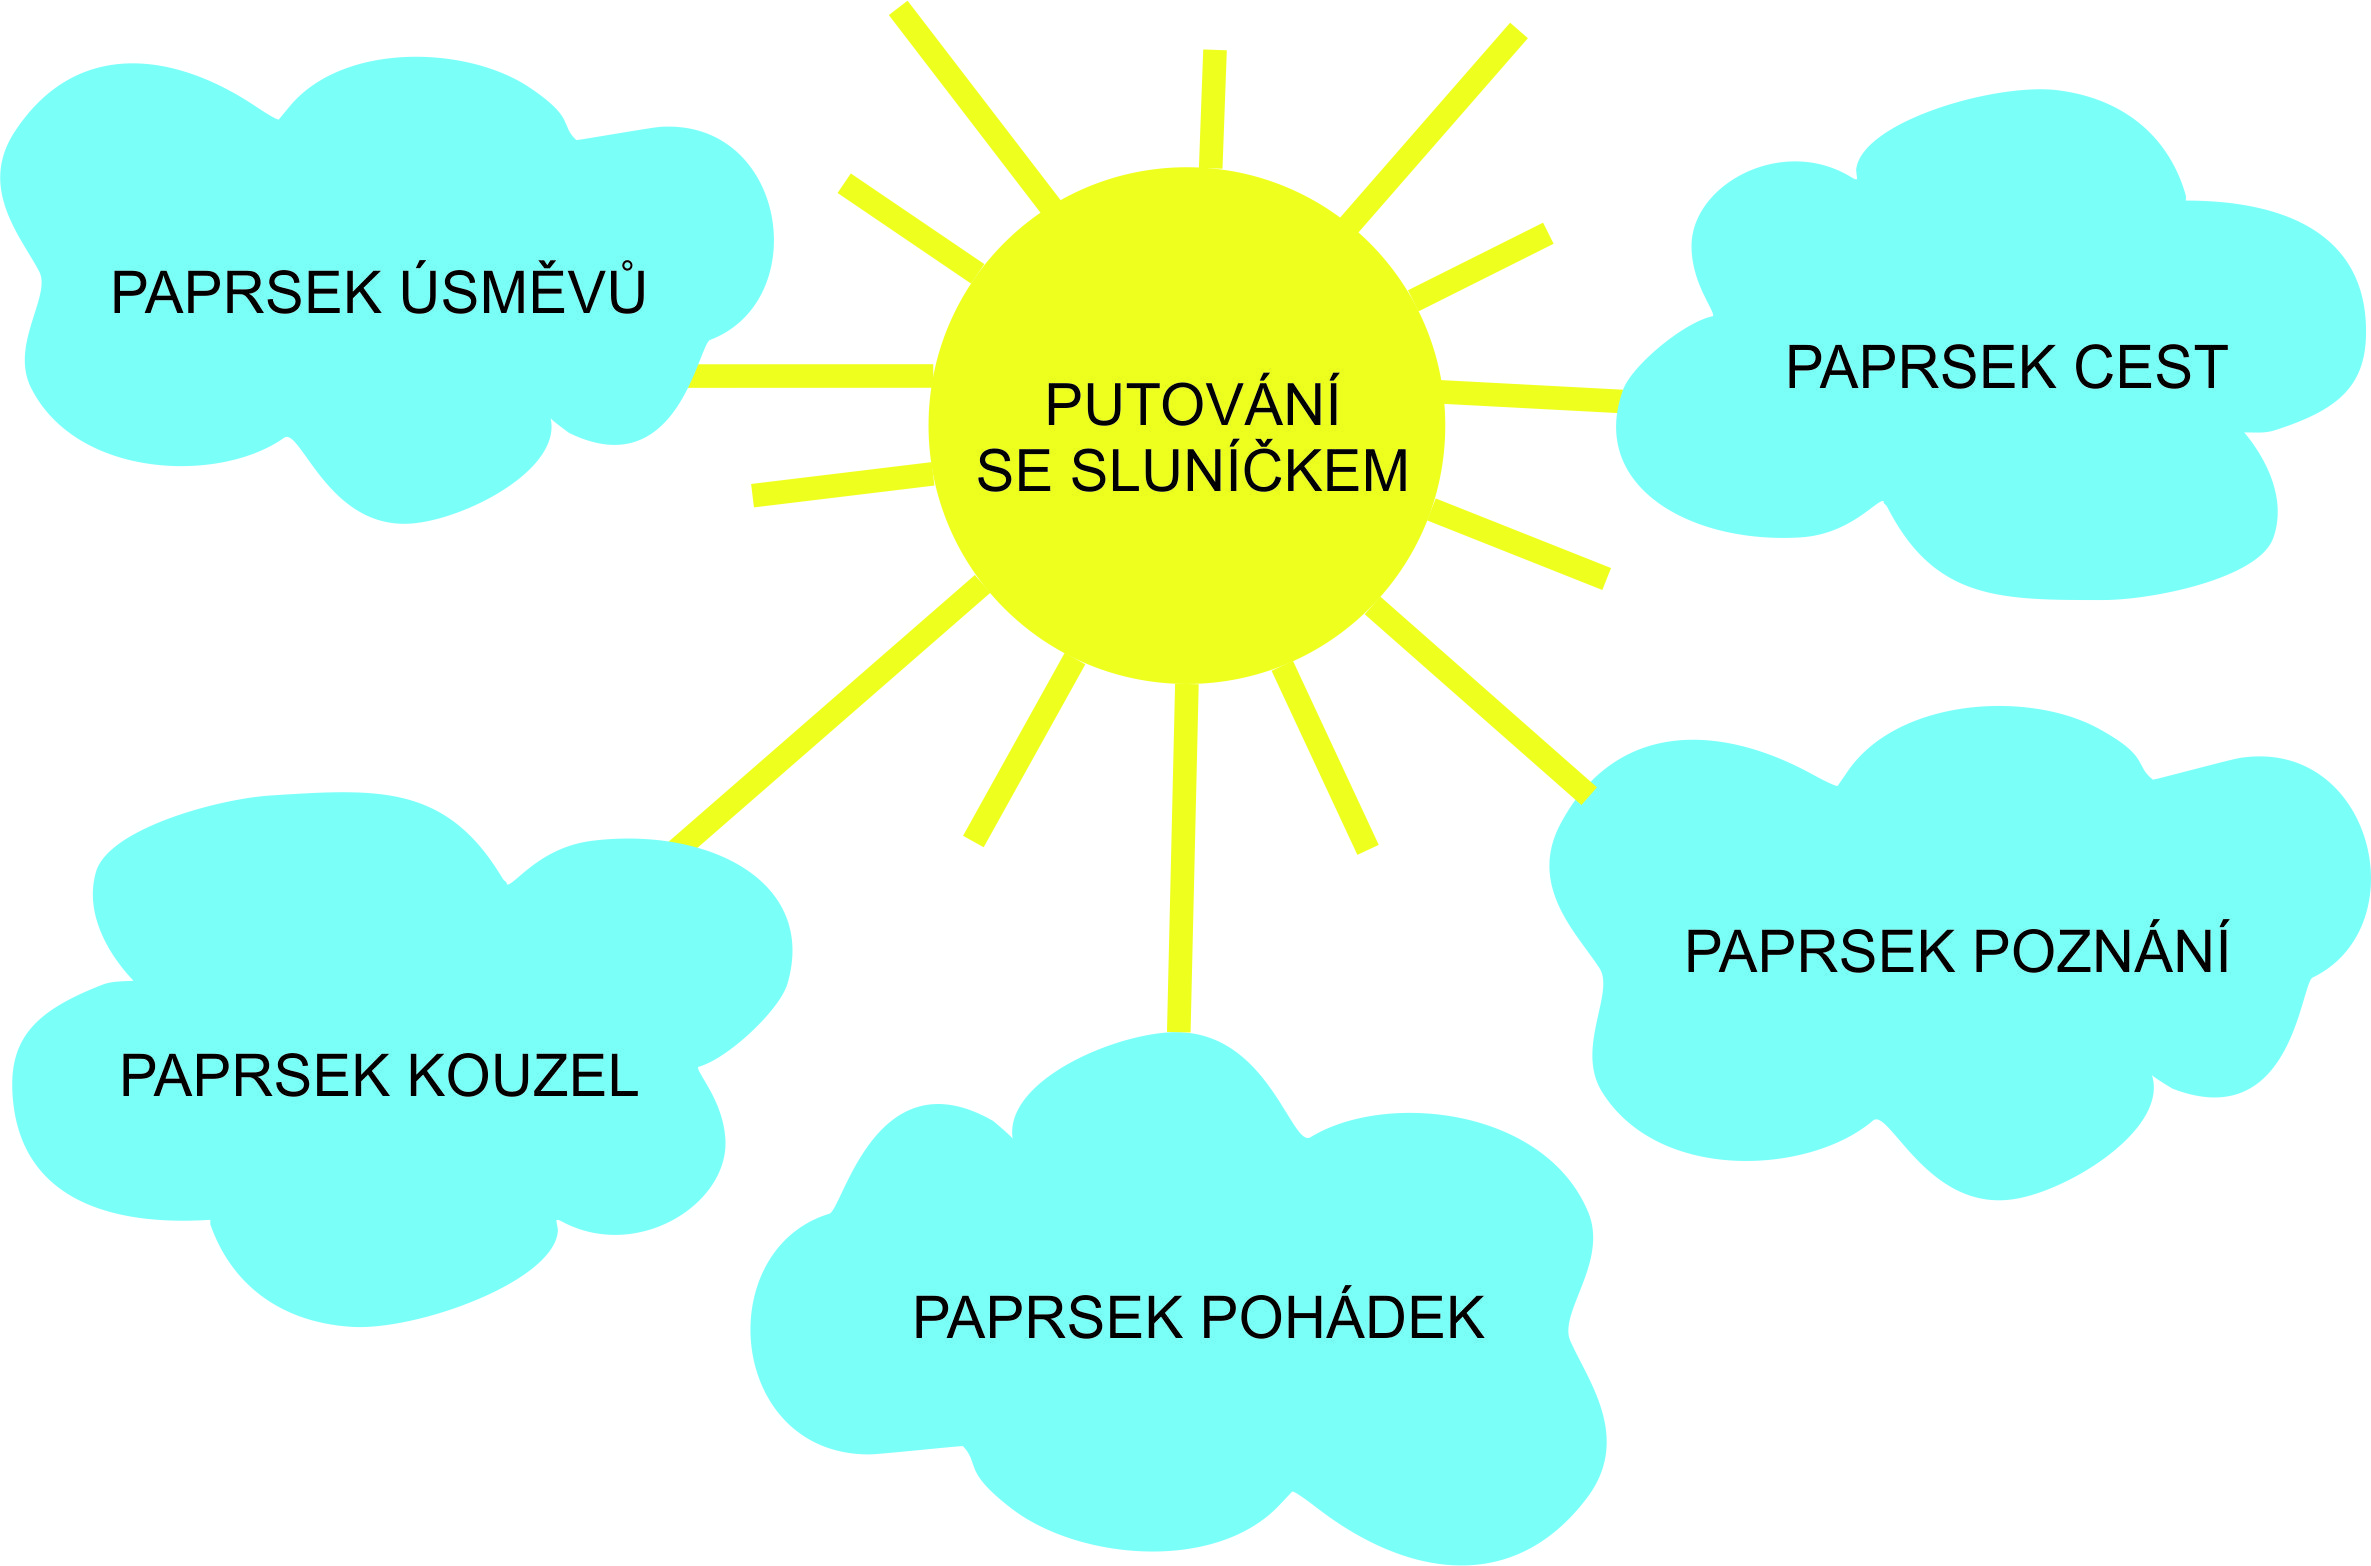 PAPRSEK ÚSMĚVŮ
PUTOVÁNÍ
SE SLUNÍČKEM
PAPRSEK CEST
PAPRSEK POZNÁNÍ
PAPRSEK KOUZEL
PAPRSEK POHÁDEK